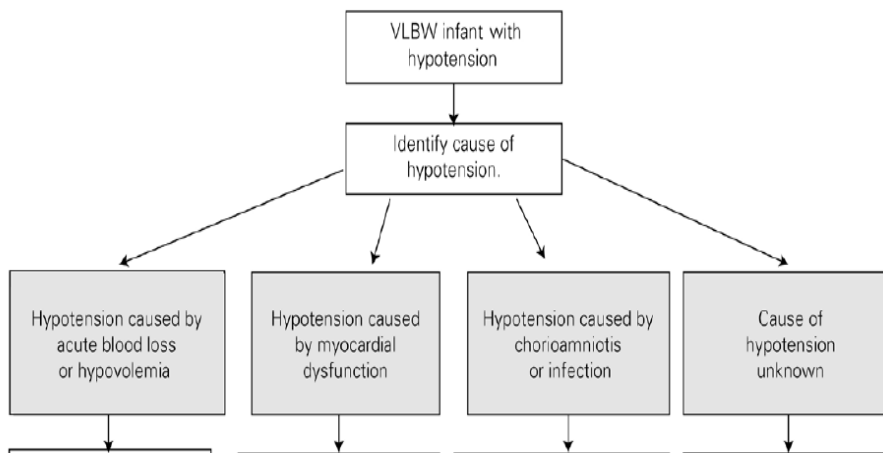 VLBW infant with
hypotension
Identify cause of
hypotension.
Hypotension caused by
acute blood loss
or hypovolemia
Hypotension caused
by myocardial
dysfunction
Hypotension caused by
chorioamniotis
or infection
Cause of
hypotension
unknown